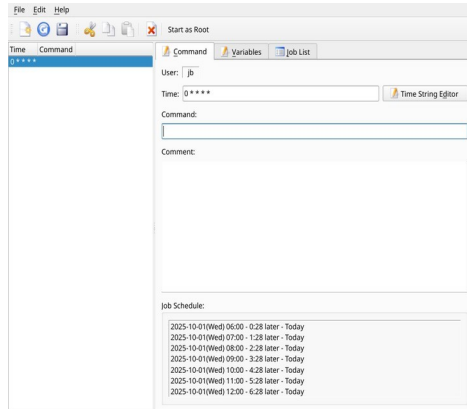 File Edit Help
Start as Root
Time Command
0 * * * *
Command Variables Job List
User: jb
Time: 0 * * * * Time String Editor
Command:
Comment:
Job Schedule:
2025-10-01(Wed) 06:00 - 0:28 later - Today
2025-10-01(Wed) 07:00 - 1:28 later - Today
2025-10-01(Wed) 08:00 - 2:28 later - Today
2025-10-01(Wed) 09:00 - 3:28 later - Today
2025-10-01(Wed) 10:00 - 4:28 later - Today
2025-10-01(Wed) 11:00 - 5:28 later - Today
2025-10-01(Wed) 12:00 - 6:28 later - Today